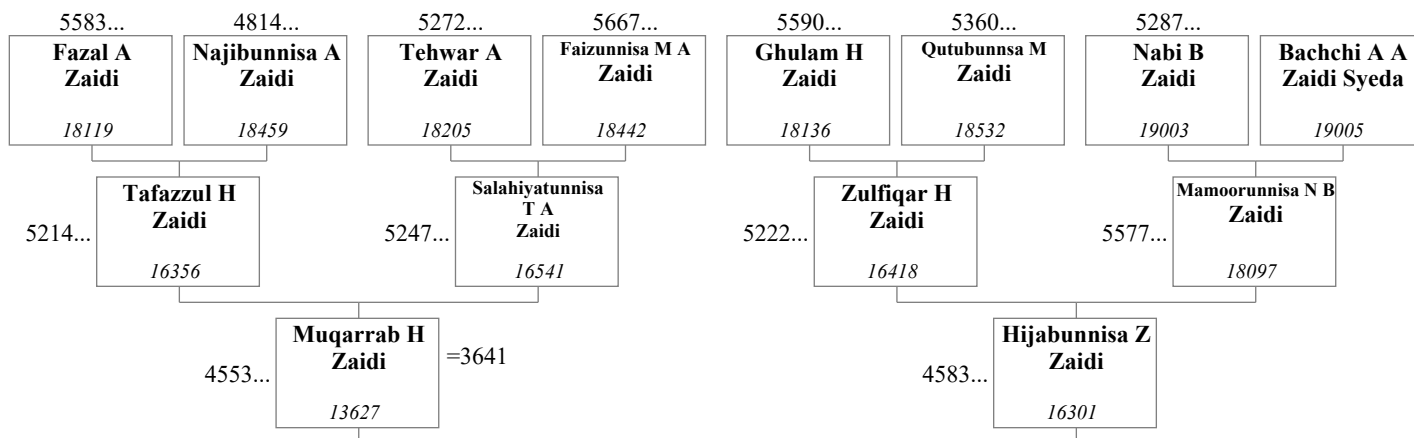 5583... 4814... 5272... 5667... 5590... 5360... 5287...
Fazal A Zaidi 18119
Najibunnisa A Zaidi 18459
Tehwar A Zaidi 18205
Faizunnisa M A Zaidi 18442
Ghulam H Zaidi 18136
Qutubunnsa M Zaidi 18532
Nabi B Zaidi 19003
Bachchi A A Zaidi Syeda 19005
5214...
Tafazzul H
Zaidi
16356
5247...
Salahiyatunnisa
T A
Zaidi
16541
5222...
Zulfiqar H
Zaidi
16418
5577...
Mamoorunnisa N B
Zaidi
18097
4553...
Muqarrab H
Zaidi
13627
=3641
4583...
Hijabunnisa Z
Zaidi
16301